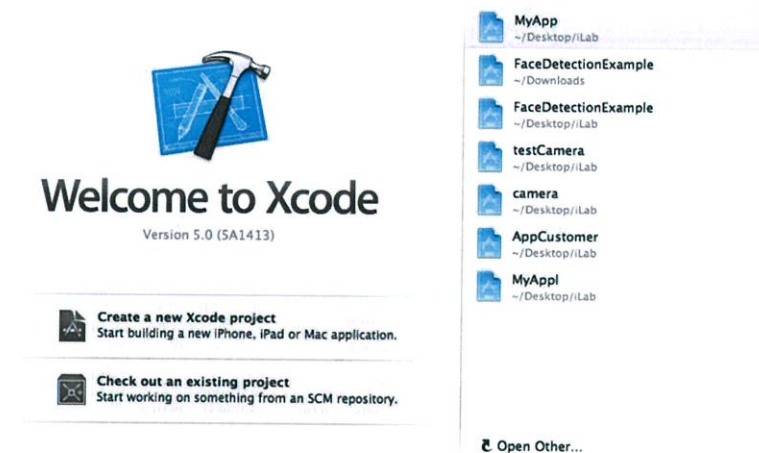 Welcome to Xcode
Version 5.0 (5A1413)
Create a new Xcode project
Start building a new iPhone, iPad or Mac application.
Check out an existing project
Start working on something from an SCM repository.
MyApp
~/Desktop/iLab
FaceDetectionExample
~/Downloads
FaceDetectionExample
~/Desktop/iLab
testCamera
~/Desktop/iLab
camera
~/Desktop/iLab
AppCustomer
~/Desktop/iLab
MyAppl
~/Desktop/iLab
Open Other...